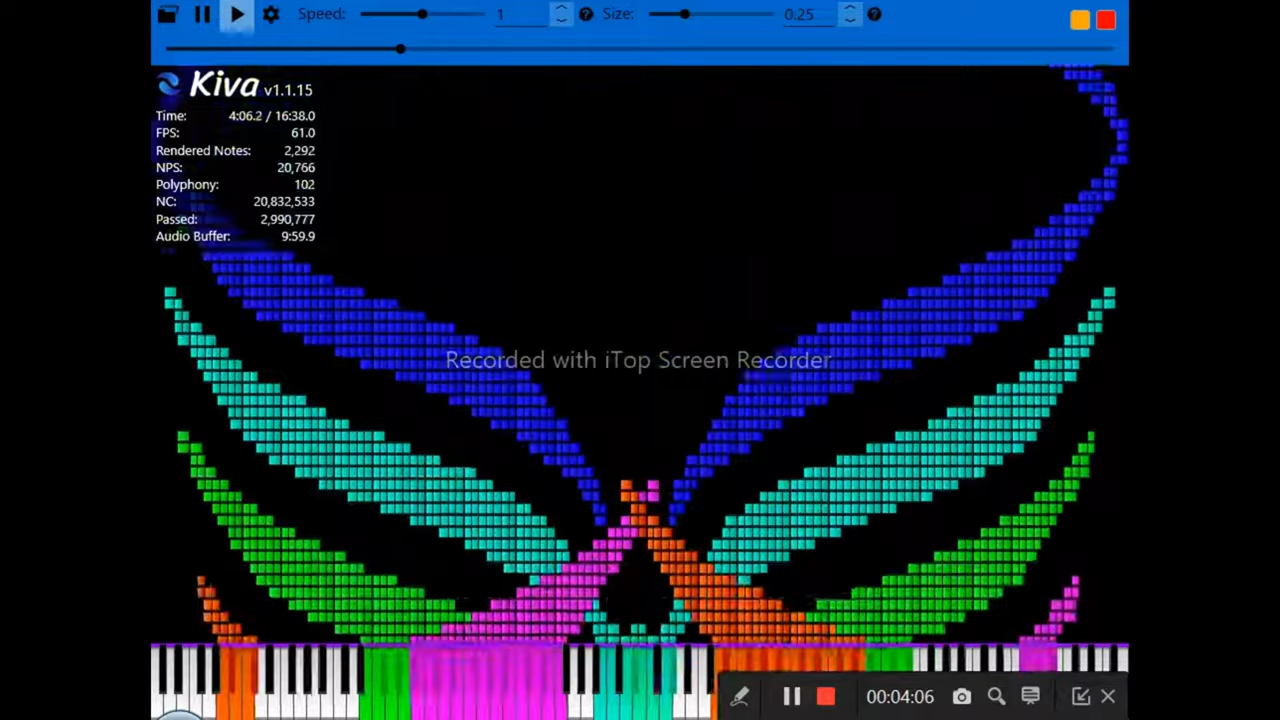 Speed: 1 Size: 0.25
Kiva v1.1.15
Time: 4:06.2 / 16:38.0
FPS: 61.0
Rendered Notes: 2,292
NPS: 20,766
Polyphony: 102
NC: 20,832,533
Passed: 2,990,777
Audio Buffer: 9:59.9
Recorded with iTop Screen Recorder
00:04:06